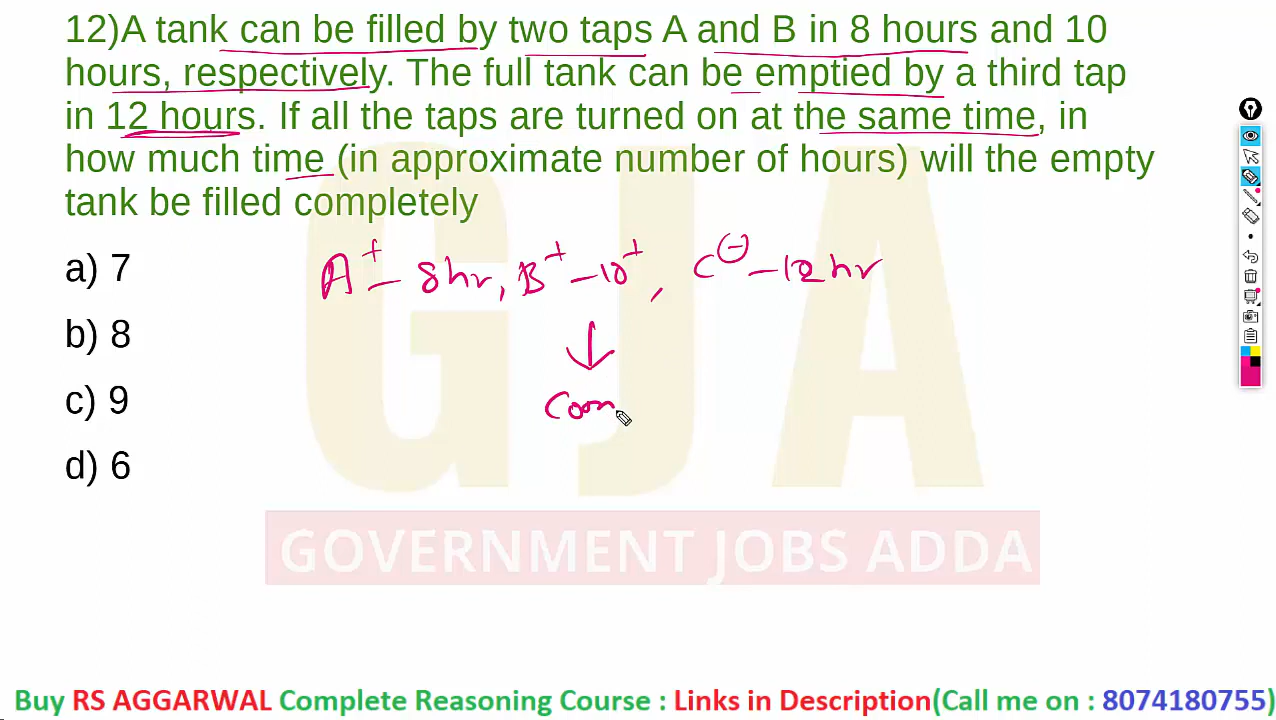 12)A tank can be filled by two taps A and B in 8 hours and 10
hours, respectively. The full tank can be emptied by a third tap
in 12 hours. If all the taps are turned on at the same time, in
how much time (in approximate number of hours) will the empty
tank be filled completely
a) 7
A⁺ - 8hr, B⁺ - 10⁺, C⊖ - 12hr
b) 8
c) 9
Com
d) 6
GJA
GOVERNMENT JOBS ADDA
Buy RS AGGARWAL Complete Reasoning Course : Links in Description(Call me on : 8074180755)